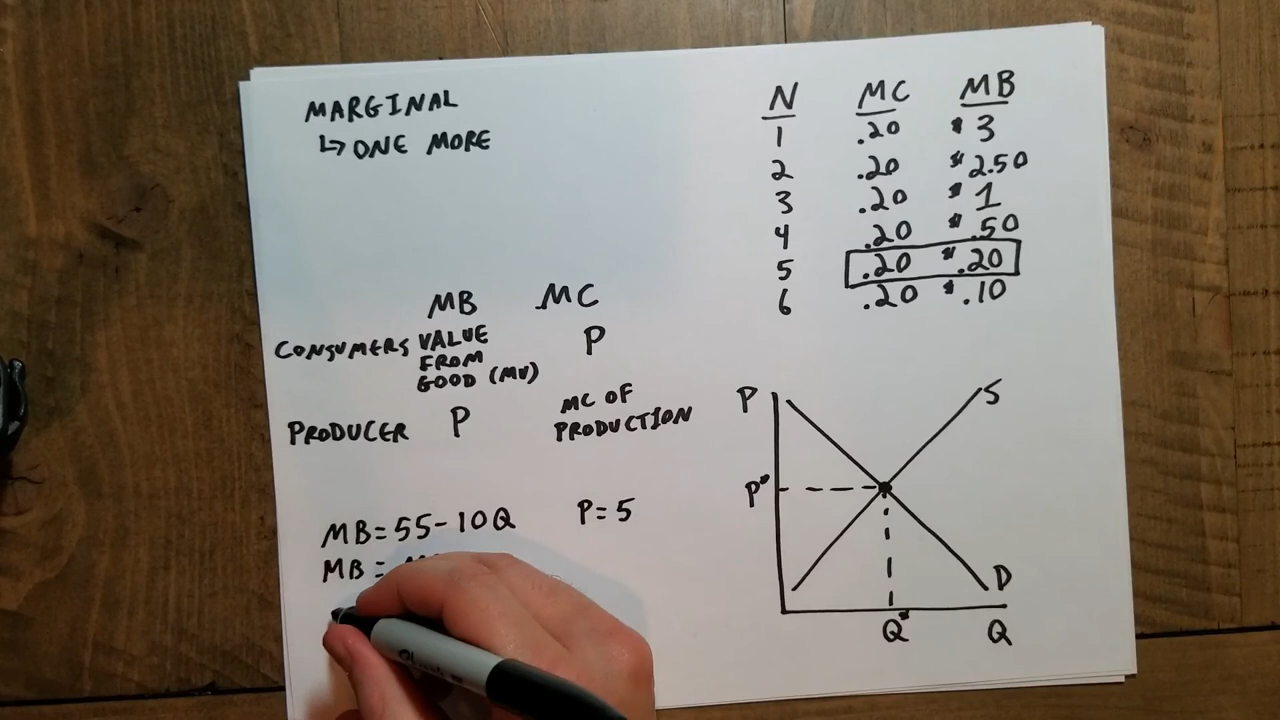 MARGINAL
↳ ONE MORE
N MC MB
1 .20 $3
2 .20 $2.50
3 .20 $1
4 .20 $.50
5 .20 $.20
6 .20 $.10
MB MC
CONSUMERS VALUE P
FROM
GOOD (MV)
PRODUCER P MC OF
PRODUCTION
MB = 55 - 10Q P = 5
MB =
P S
P*
D
Q* Q